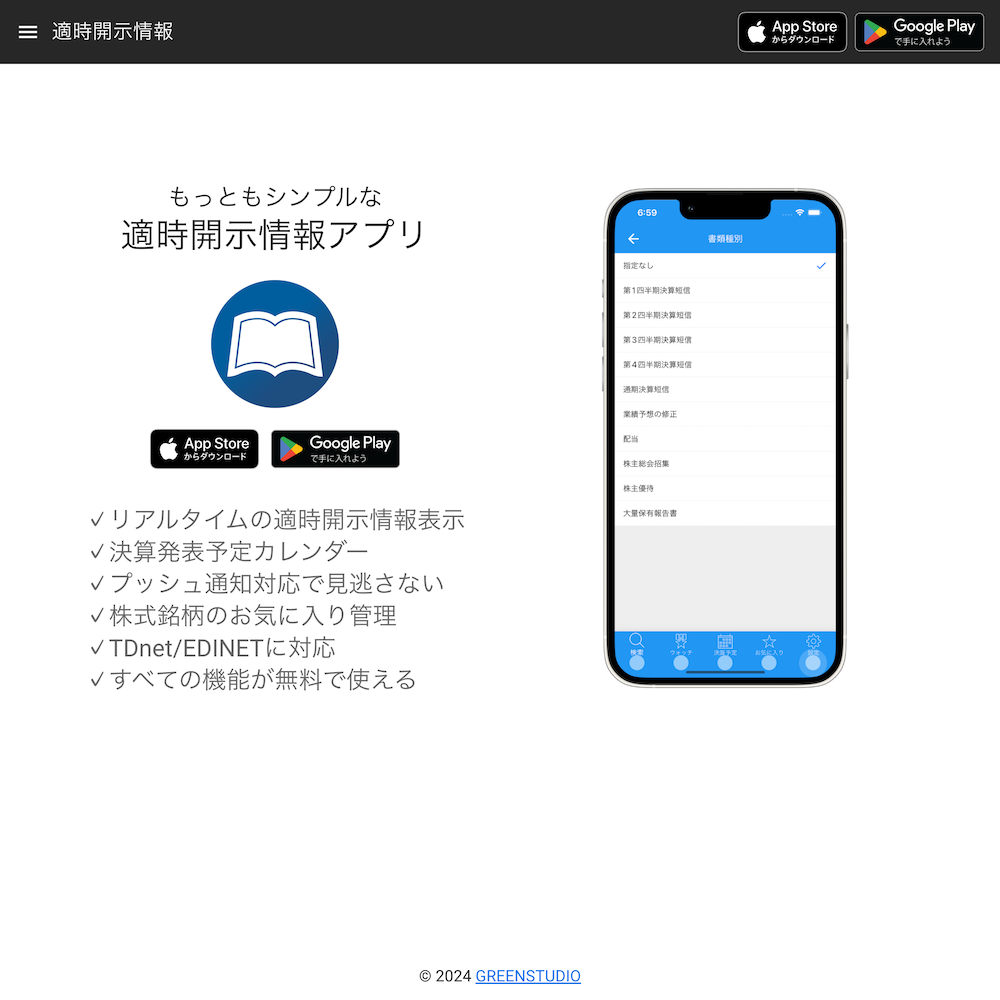 適時開示情報
App Store
からダウンロード
Google Play
で手に入れよう
もっともシンプルな
適時開示情報アプリ
App Store
からダウンロード
Google Play
で手に入れよう
✓リアルタイムの適時開示情報表示
✓決算発表予定カレンダー
✓プッシュ通知対応で見逃さない
✓株式銘柄のお気に入り管理
✓TDnet/EDINETに対応
✓すべての機能が無料で使える
6:59
書類種別
指定なし
第1四半期決算短信
第2四半期決算短信
第3四半期決算短信
第4四半期決算短信
通期決算短信
業績予想の修正
配当
株主総会招集
株主優待
大量保有報告書
検索 ウォッチ 決算予定 お気に入り 設定
© 2024 GREENSTUDIO